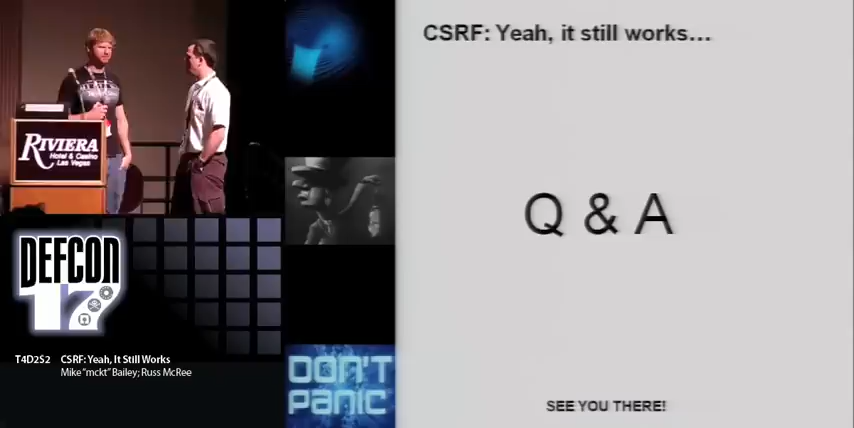 RIVIERA
Hotel & Casino
Las Vegas
DEFCON
17
T4D2S2 CSRF: Yeah, It Still Works
Mike "mckt" Bailey; Russ McRee
DON'T
PANIC
CSRF: Yeah, it still works...
Q & A
SEE YOU THERE!